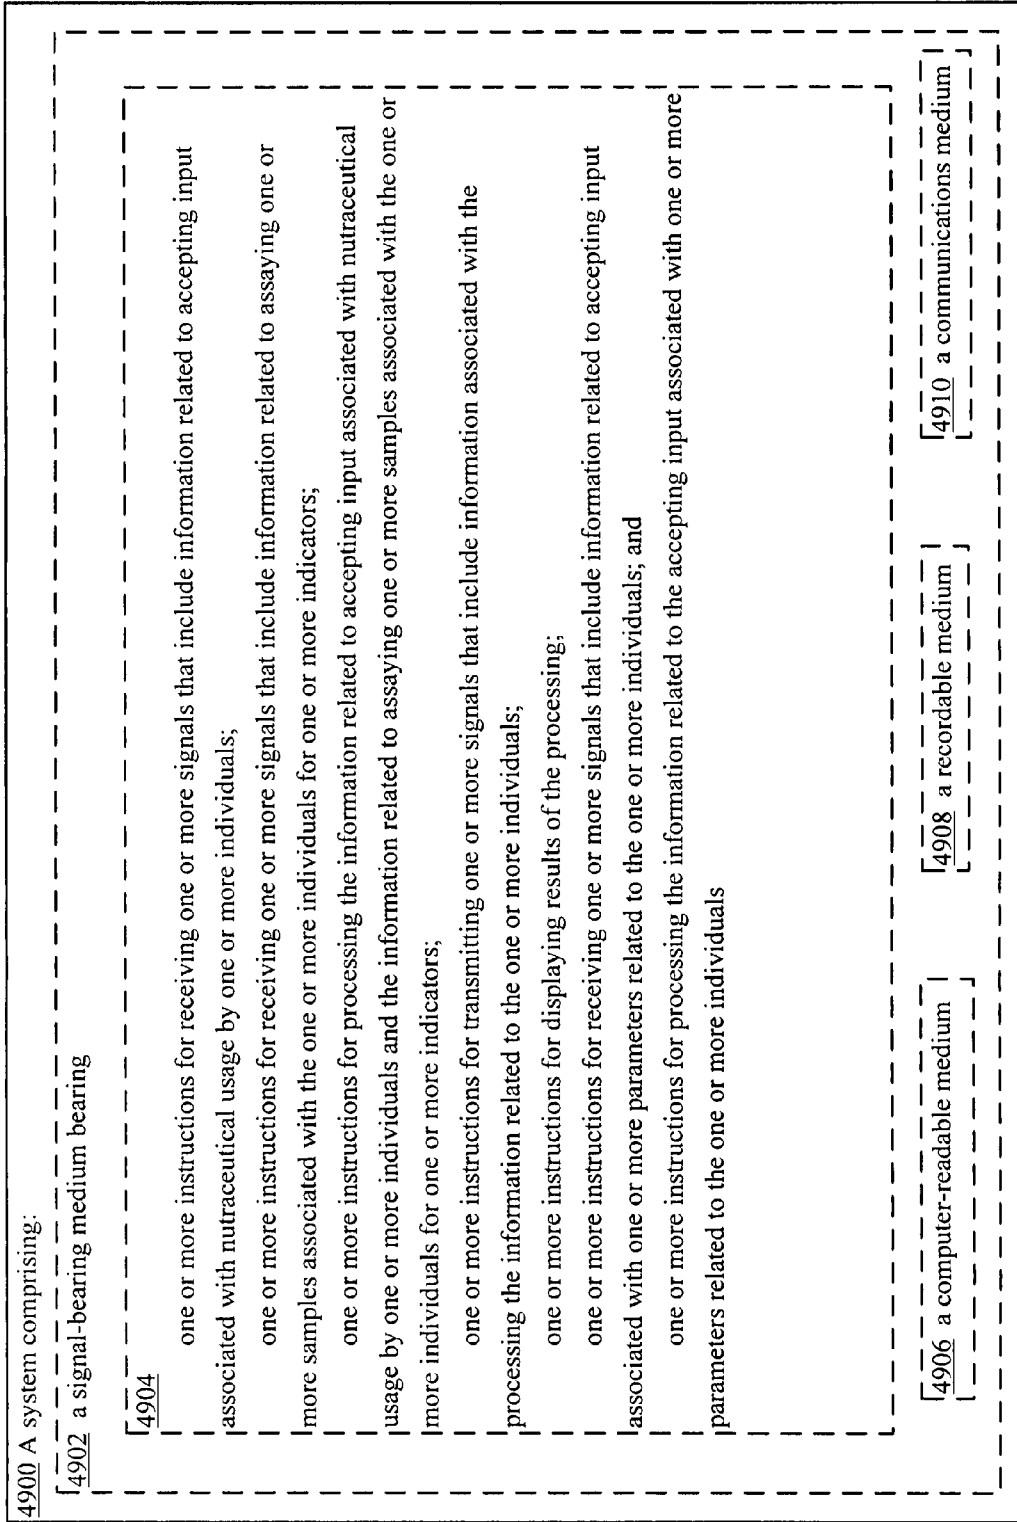 4900 A system comprising:
4902 a signal-bearing medium bearing
4904
one or more instructions for receiving one or more signals that include information related to accepting input
associated with nutraceutical usage by one or more individuals;
one or more instructions for receiving one or more signals that include information related to assaying one or
more samples associated with the one or more individuals for one or more indicators;
one or more instructions for processing the information related to accepting input associated with nutraceutical
usage by one or more individuals and the information related to assaying one or more samples associated with the one or
more individuals for one or more indicators;
one or more instructions for transmitting one or more signals that include information associated with the
processing the information related to the one or more individuals;
one or more instructions for displaying results of the processing;
one or more instructions for receiving one or more signals that include information related to accepting input
associated with one or more parameters related to the one or more individuals; and
one or more instructions for processing the information related to the accepting input associated with one or more
parameters related to the one or more individuals
4906 a computer-readable medium
4908 a recordable medium
4910 a communications medium